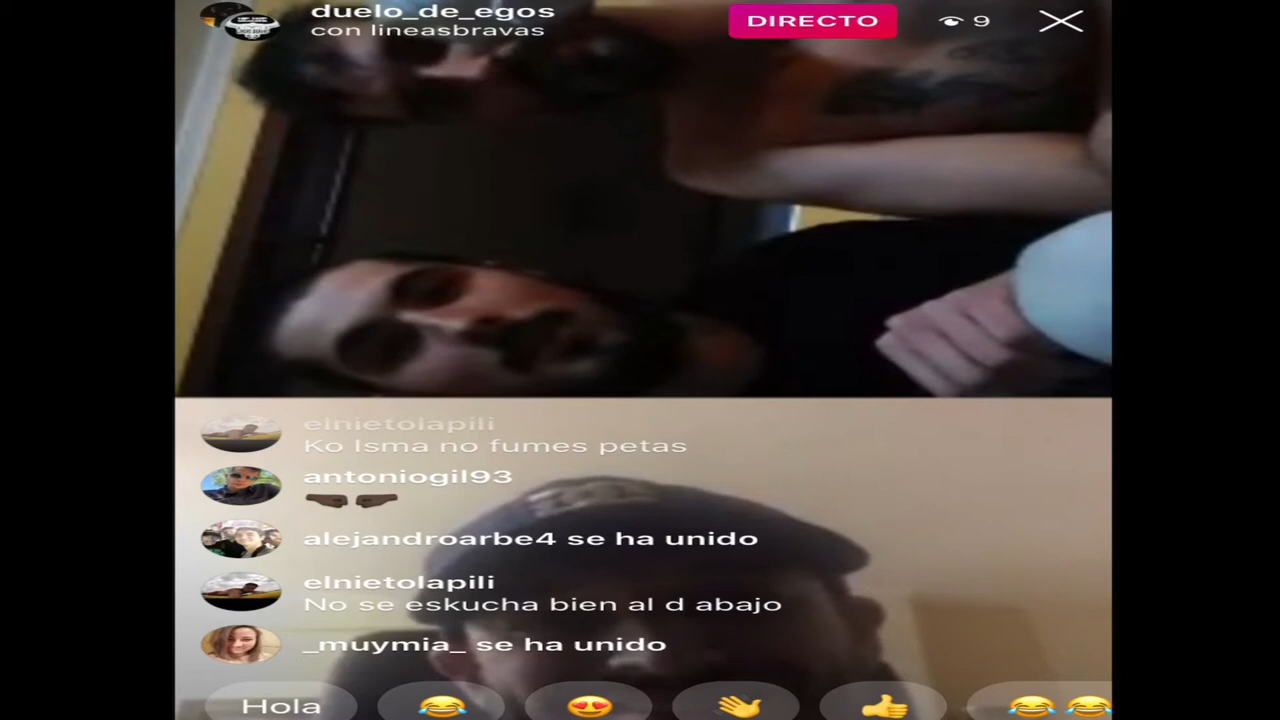 duelo_de_egos
con lineasbravas
DIRECTO
9
elnietolapili
Ko Isma no fumes petas
antoniogil93
alejandroarbe4 se ha unido
elnietolapili
No se eskucha bien al d abajo
_muymia_ se ha unido
Hola